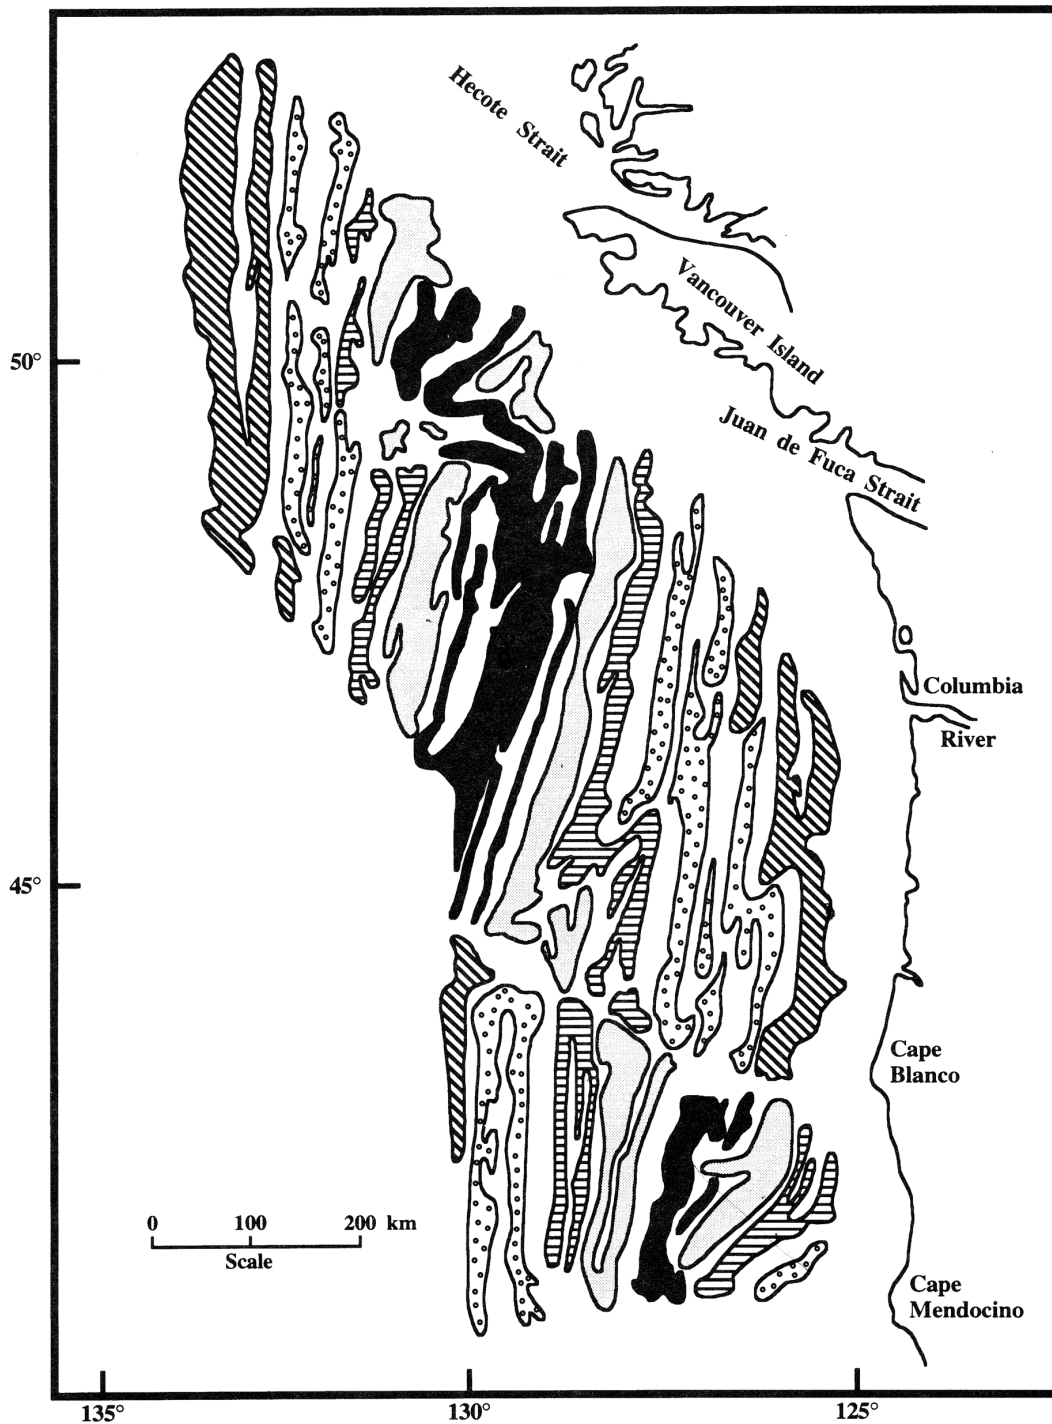 Hecote Strait
Vancouver Island
50°
Juan de Fuca Strait
Columbia
River
45°
Cape
Blanco
0 100 200 km
Scale
Cape
Mendocino
135° 130° 125°